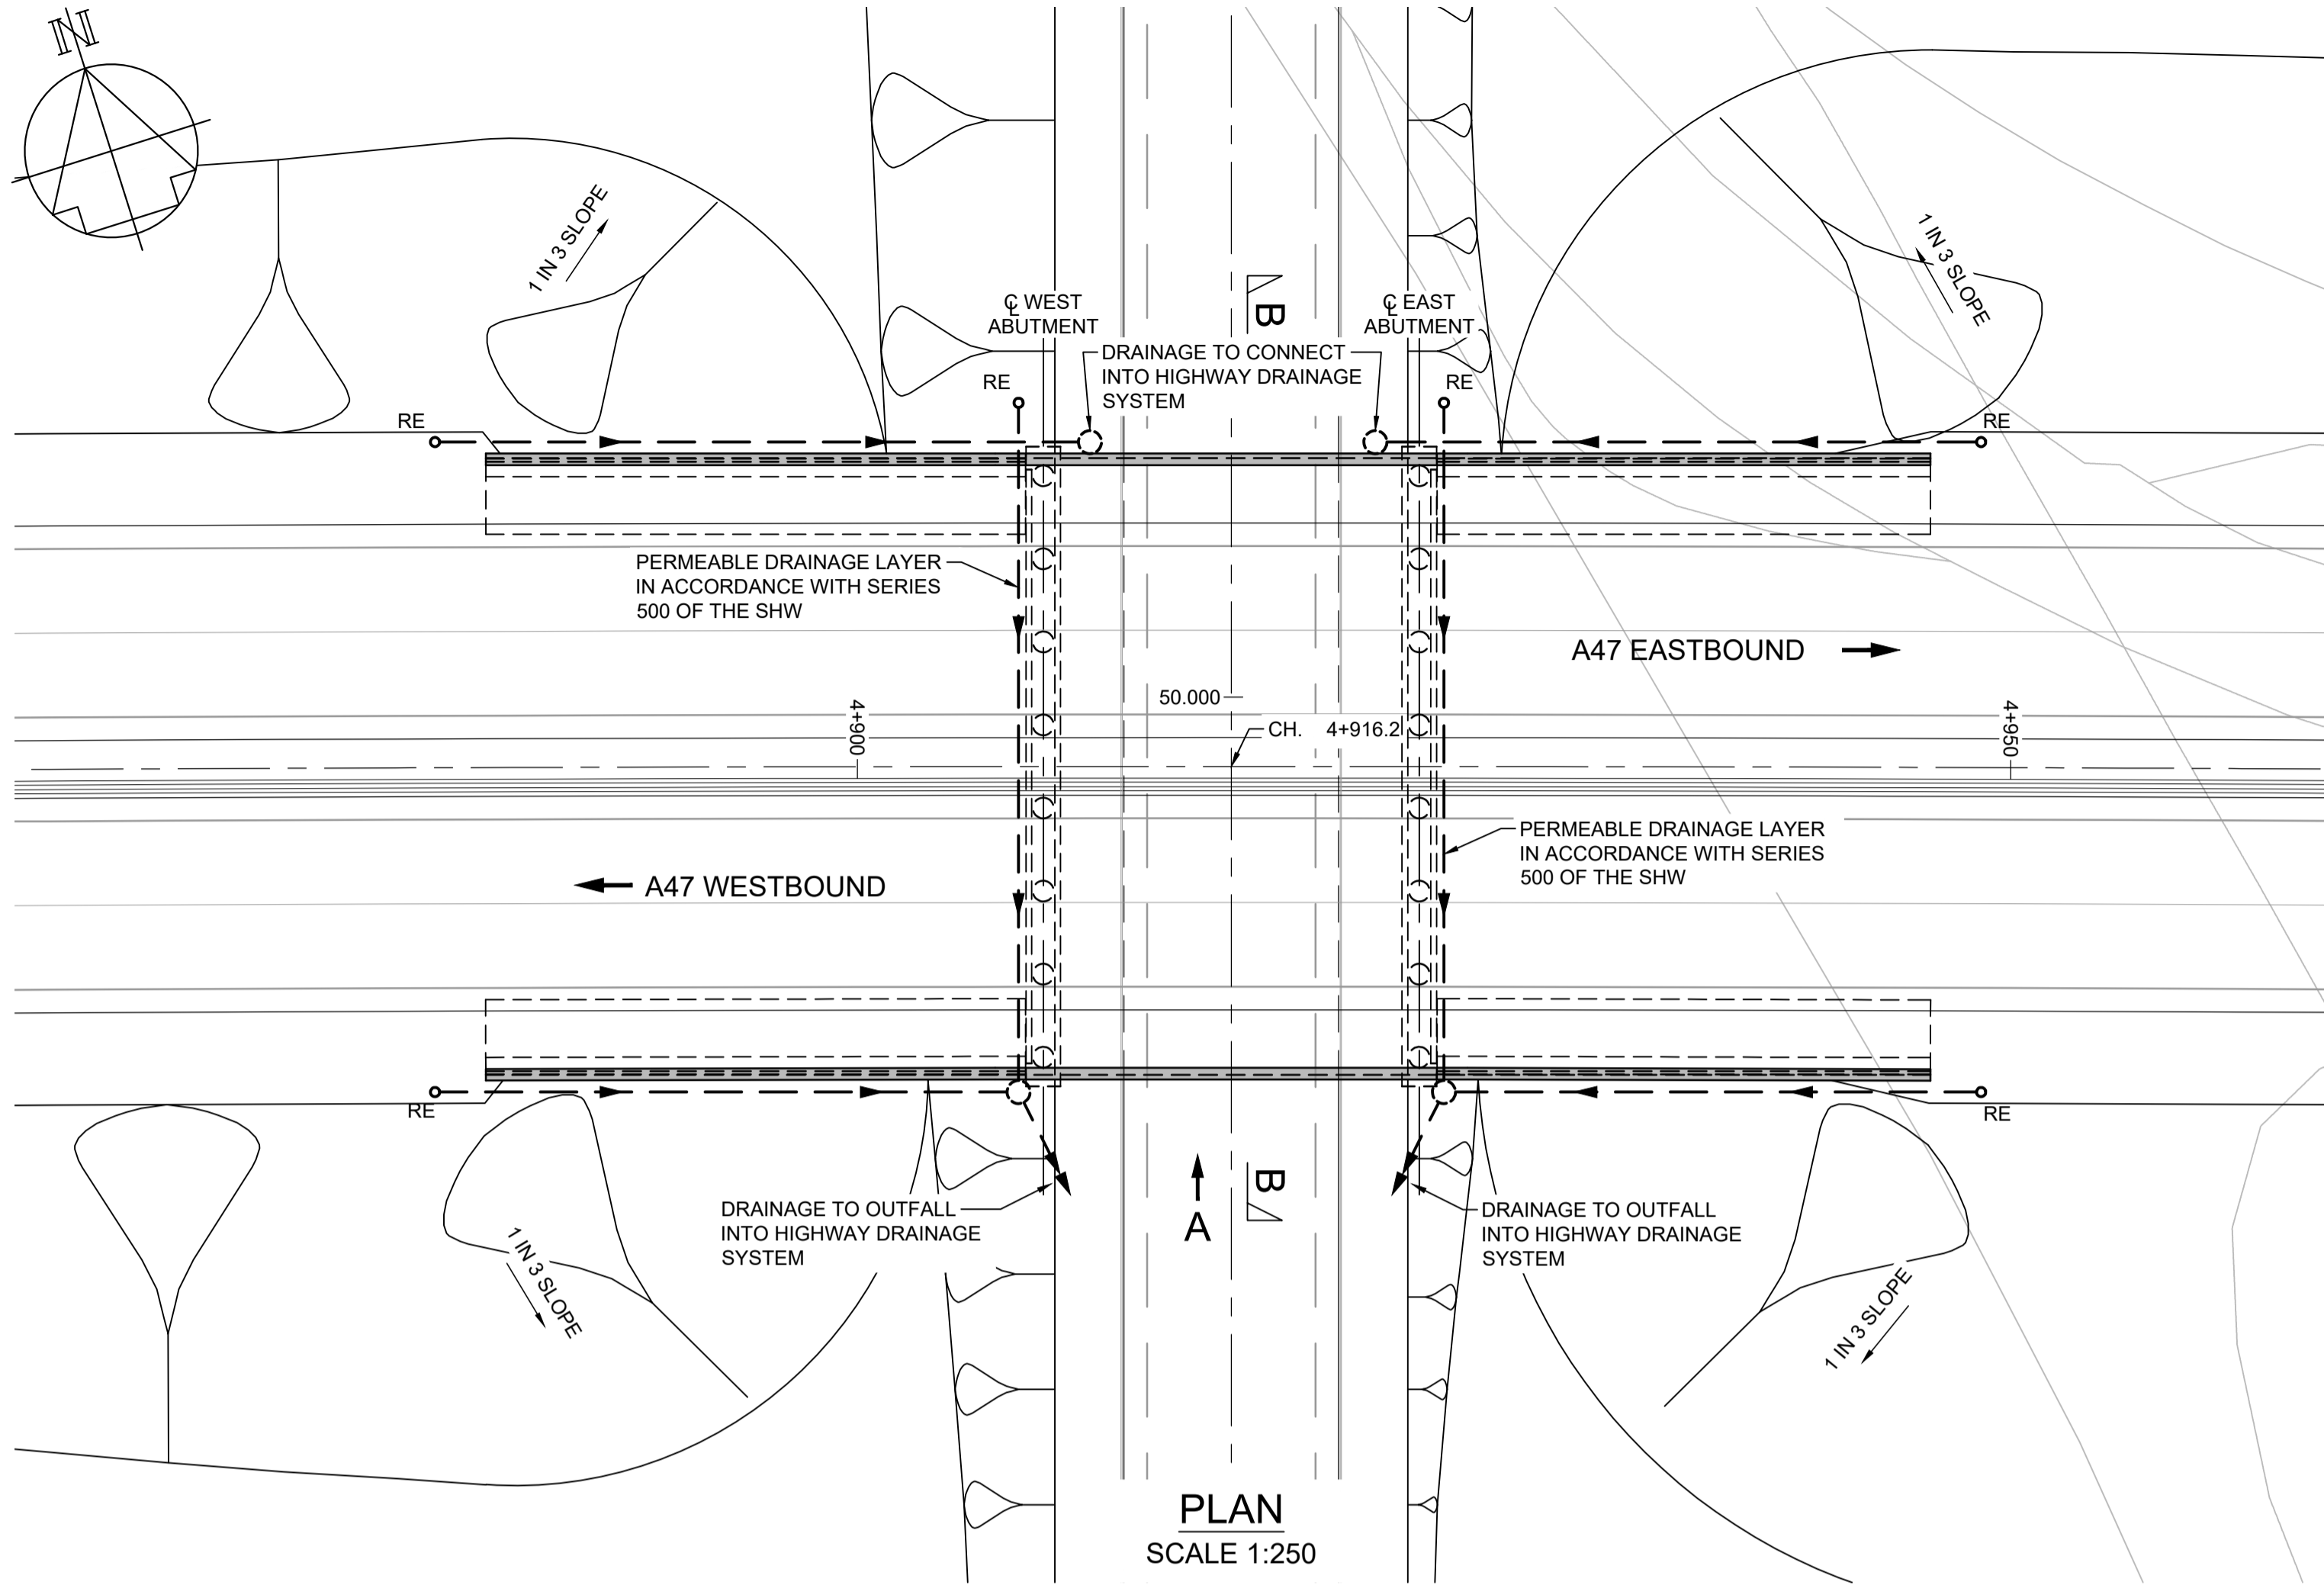 N
1 IN 3 SLOPE
1 IN 3 SLOPE
B
℄ WEST
ABUTMENT
℄ EAST
ABUTMENT
DRAINAGE TO CONNECT
INTO HIGHWAY DRAINAGE
SYSTEM
RE
RE
RE
RE
PERMEABLE DRAINAGE LAYER
IN ACCORDANCE WITH SERIES
500 OF THE SHW
A47 EASTBOUND
50.000
4+900
CH. 4+916.2
4+950
PERMEABLE DRAINAGE LAYER
IN ACCORDANCE WITH SERIES
500 OF THE SHW
A47 WESTBOUND
RE
RE
B
A
DRAINAGE TO OUTFALL
INTO HIGHWAY DRAINAGE
SYSTEM
DRAINAGE TO OUTFALL
INTO HIGHWAY DRAINAGE
SYSTEM
1 IN 3 SLOPE
1 IN 3 SLOPE
PLAN
SCALE 1:250